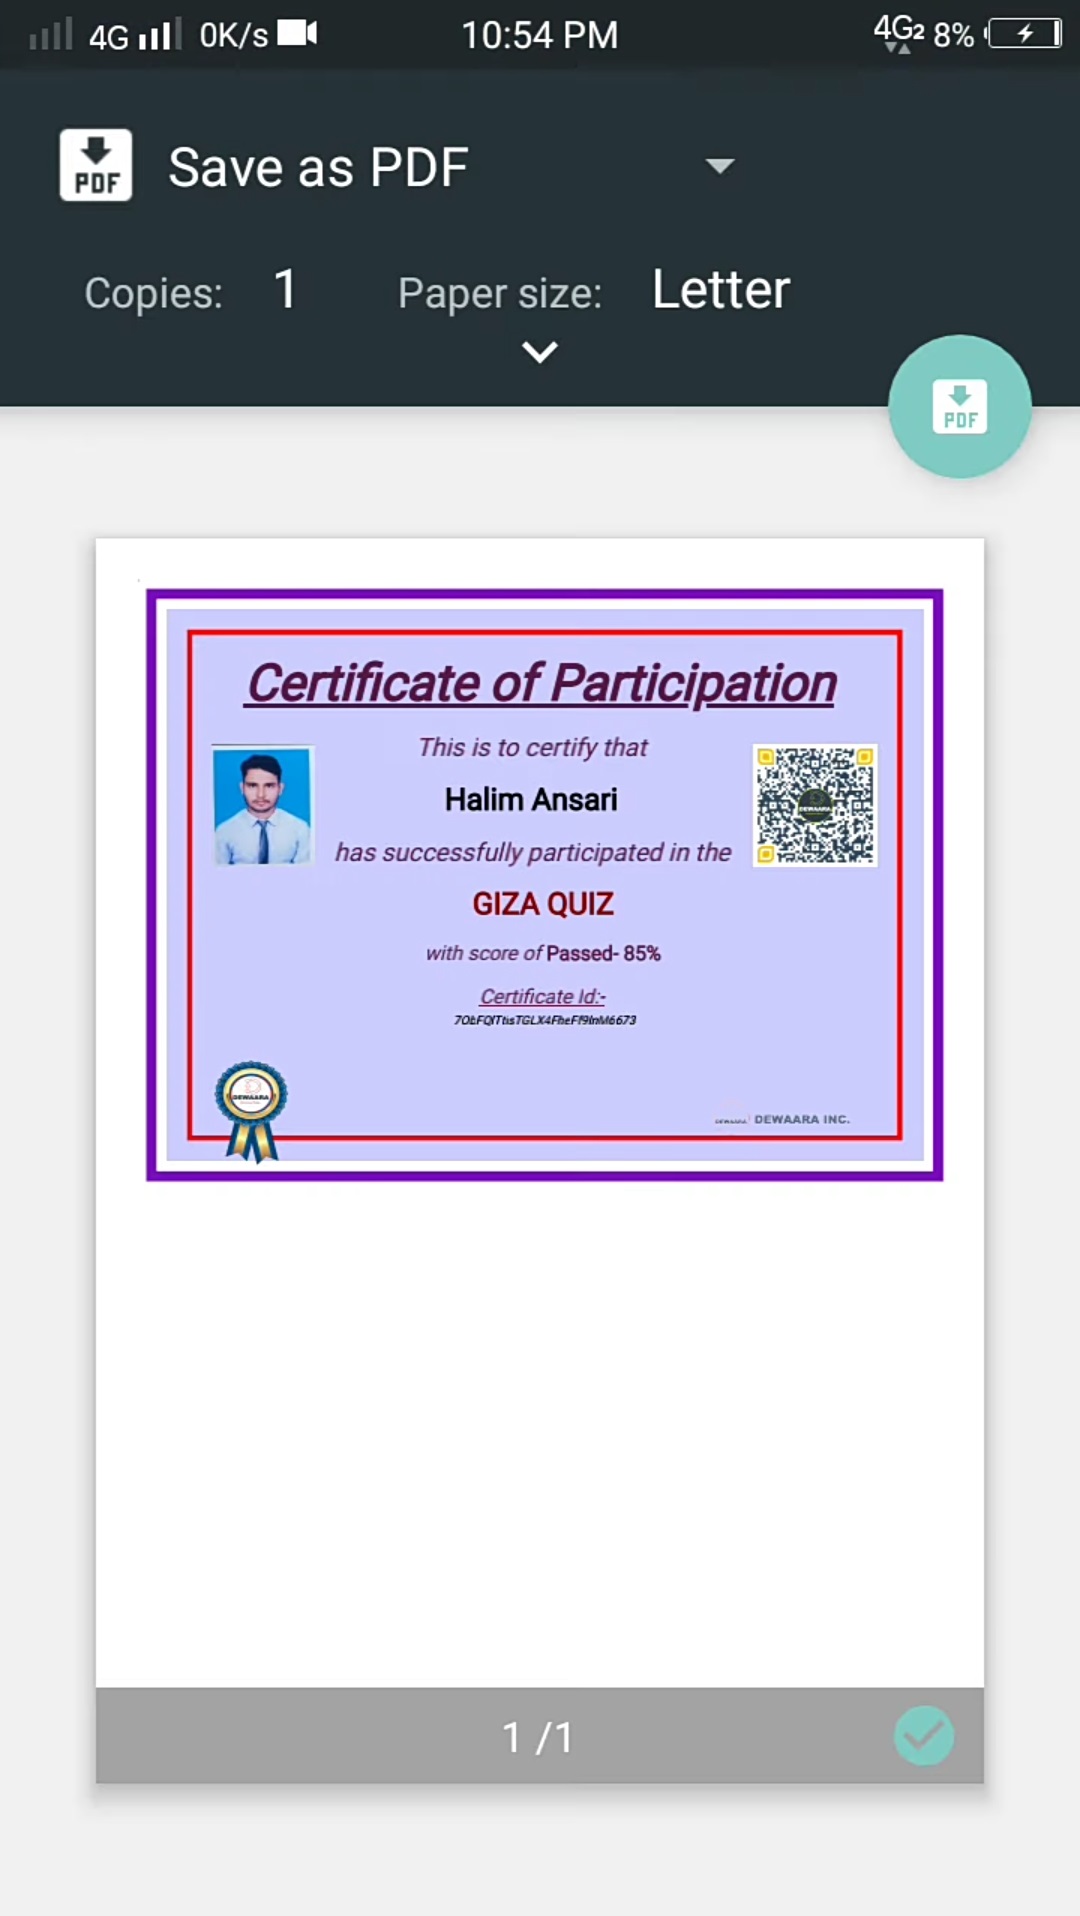 4G 0K/s 10:54 PM 4G2 8%
PDF Save as PDF
Copies: 1 Paper size: Letter
PDF
Certificate of Participation
This is to certify that
Halim Ansari
DEWAARA
has successfully participated in the
GIZA QUIZ
with score of Passed- 85%
Certificate Id:-
DEWAARA
DEWAARA DEWAARA INC.
1 /1